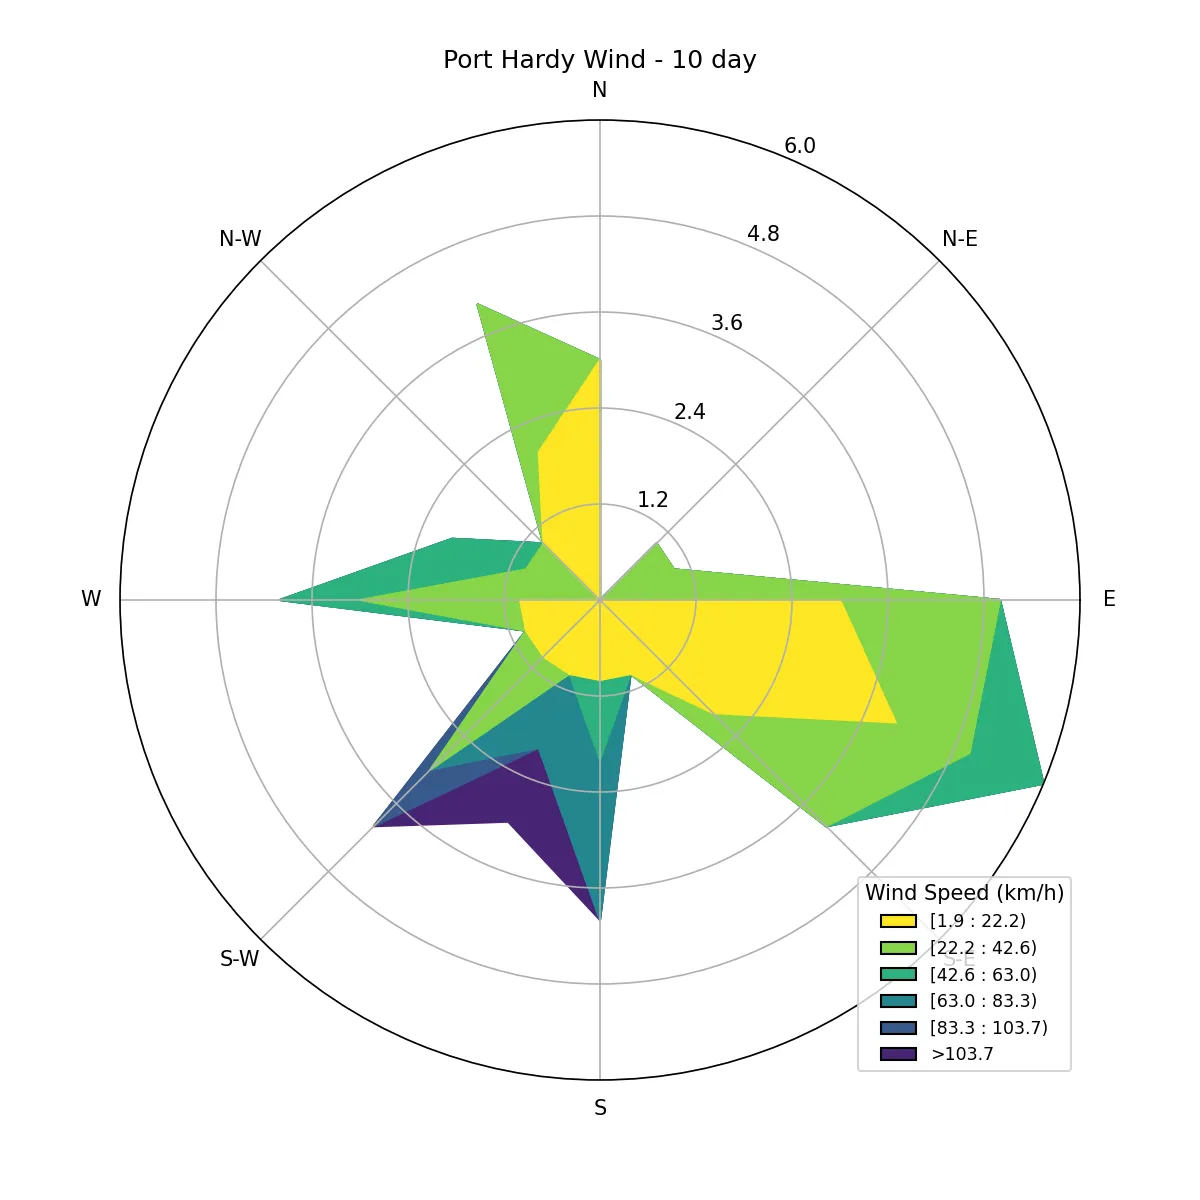 Port Hardy Wind - 10 day
N
6.0
N-W
N-E
4.8
3.6
2.4
1.2
W
E
Wind Speed (km/h)
[1.9 : 22.2)
[22.2 : 42.6)
S-W
S-E
[42.6 : 63.0)
[63.0 : 83.3)
[83.3 : 103.7)
>103.7
S